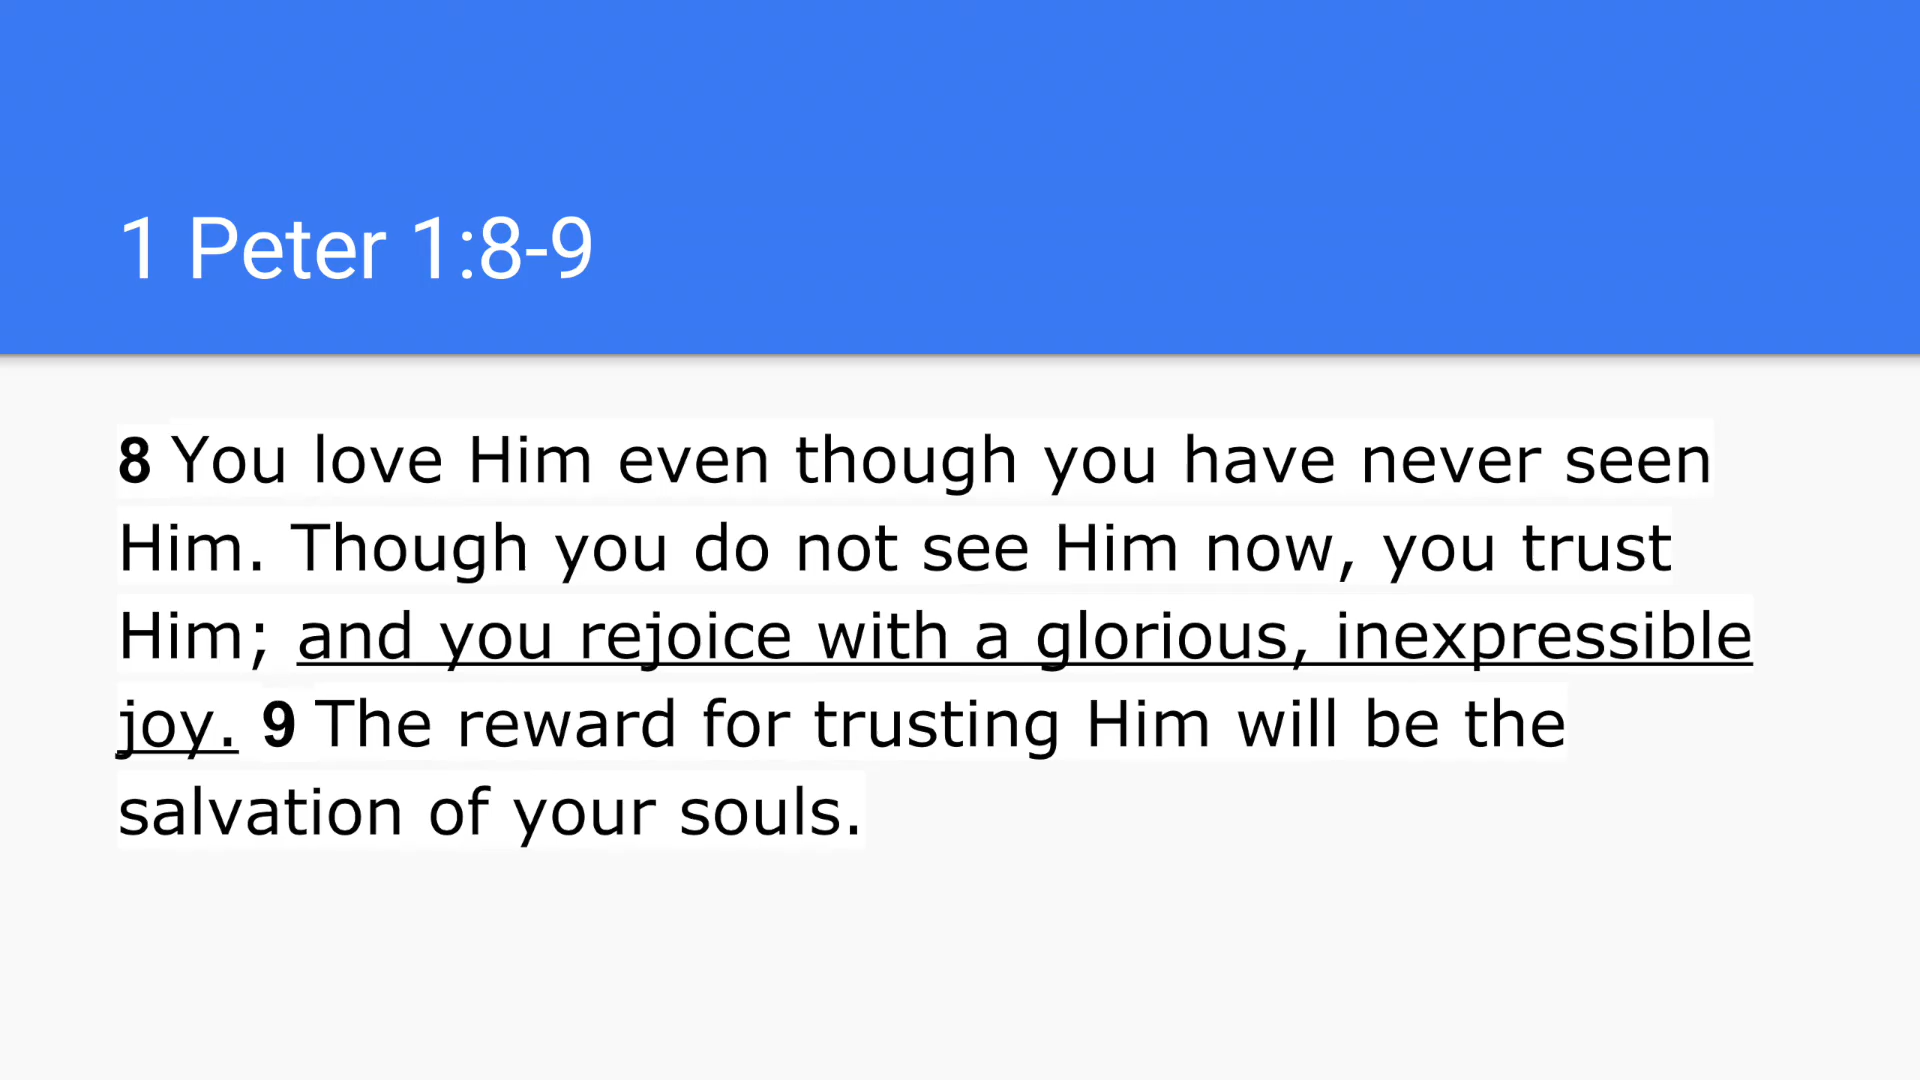 1 Peter 1:8-9
8 You love Him even though you have never seen
Him. Though you do not see Him now, you trust
Him; and you rejoice with a glorious, inexpressible
joy. 9 The reward for trusting Him will be the
salvation of your souls.